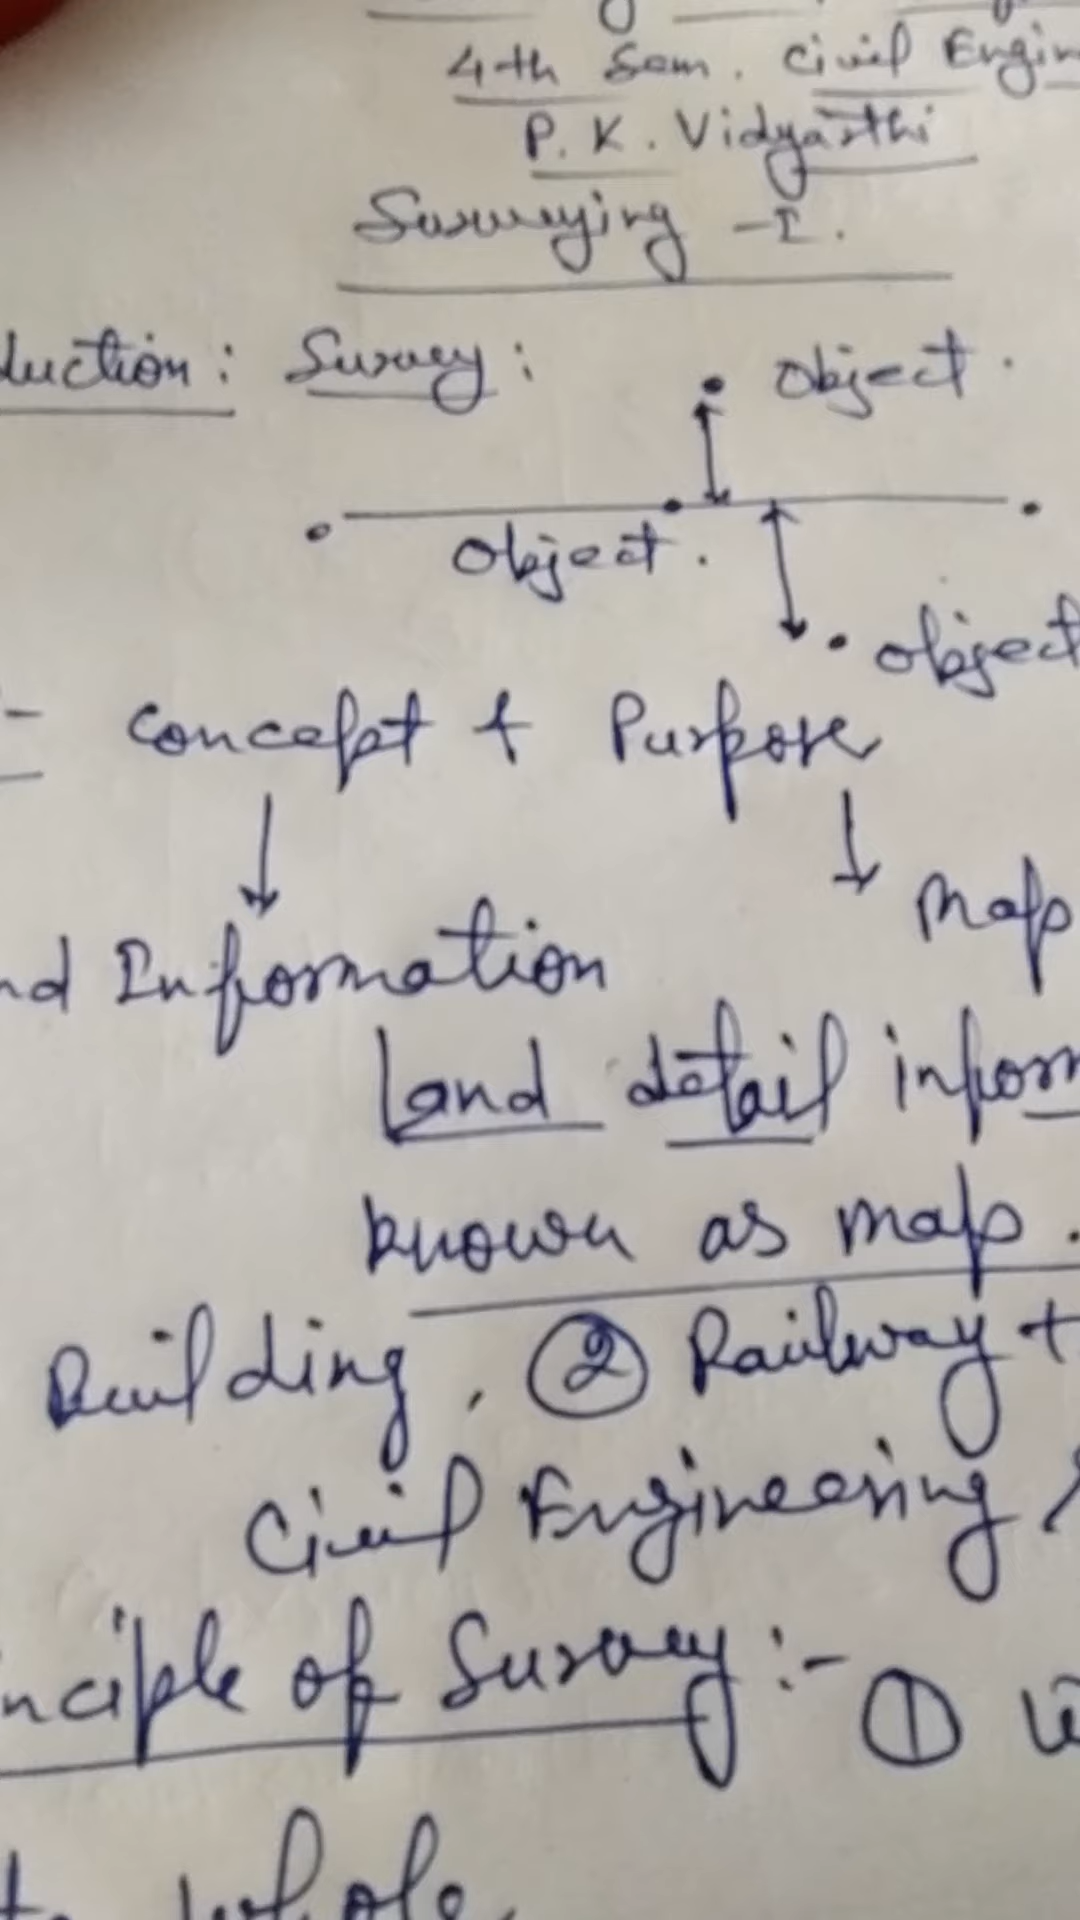 4th Sem. Civil Engin
P. K. Vidyarthi
Surveying -I.
duction: Survey:
object.
object.
object
- concept & Purpose
Map
nd Information
Land detail inform
known as map.
Building, ② Railway +
Civil Engineering
nciple of Survey :- ①
whole